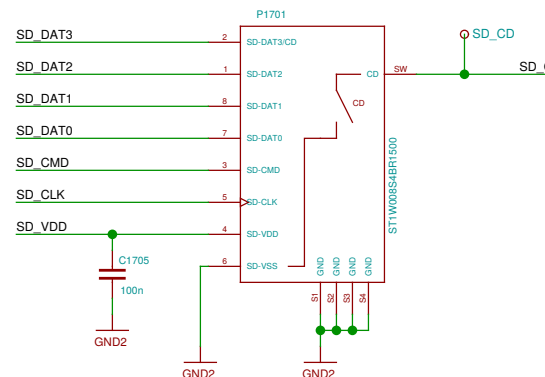 P1701
SD_DAT3 2 SD-DAT3/CD
SD_CD
SD_DAT2 1 SD-DAT2 CD SW
SD_DAT1 8 SD-DAT1 CD
SD_DAT0 7 SD-DAT0
SD_CMD 3 SD-CMD
SD_CLK 5 SD-CLK
SD_VDD 4 SD-VDD
ST1W008S4BR1500
6 SD-VSS
GND GND GND GND
S1 S2 S3 S4
C1705
100n
GND2
GND2
GND2